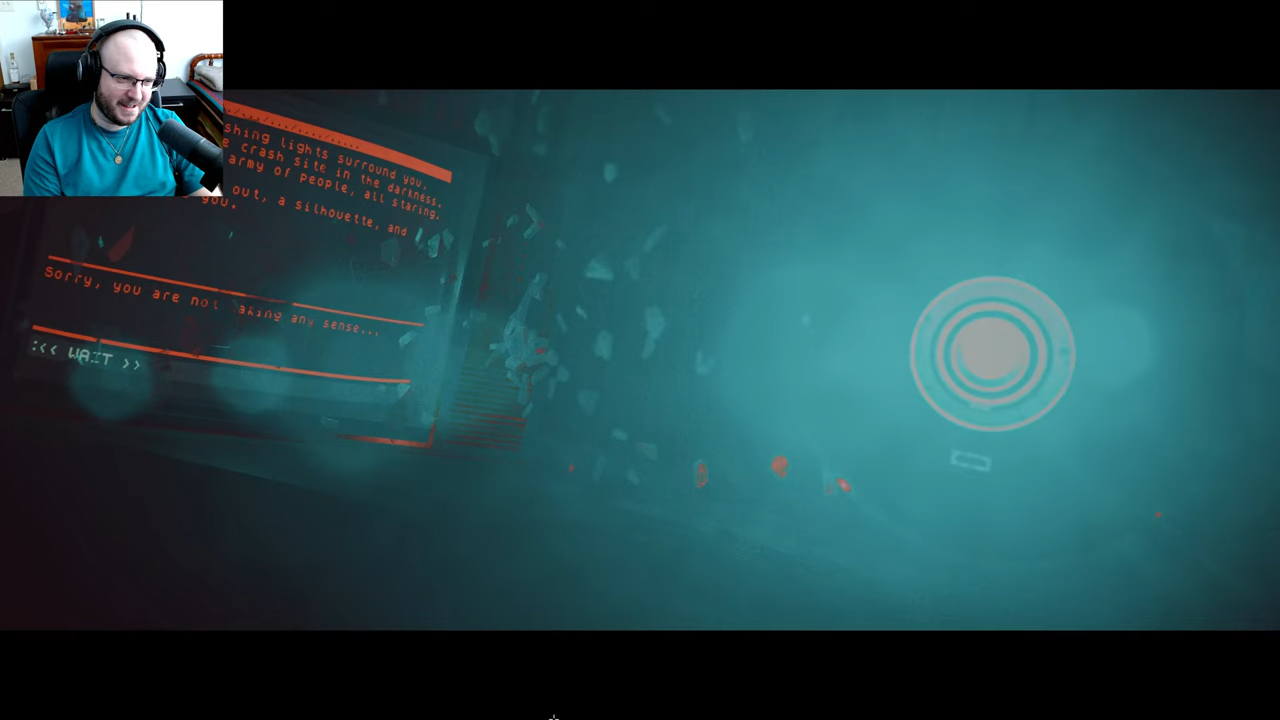 shing lights surround you,
e crash site in the darkness.
army of people, all staring.
out, a silhouette, and
you.
Sorry, you are not making any sense...
:<< WAIT >>